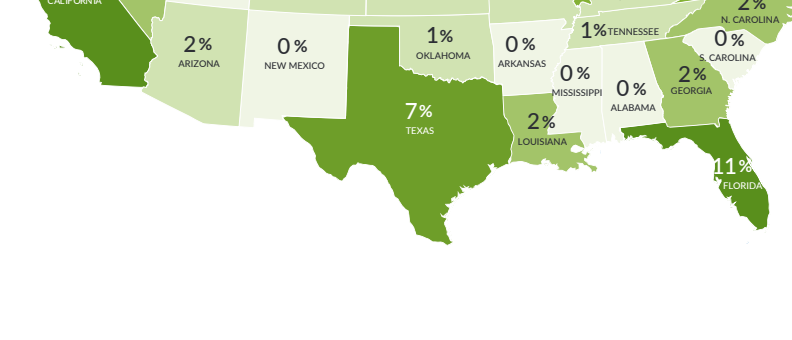 CALIFORNIA
2%
N. CAROLINA
2%
ARIZONA
0%
NEW MEXICO
1%
OKLAHOMA
0%
ARKANSAS
1% TENNESSEE
0%
S. CAROLINA
0%
MISSISSIPPI
0%
ALABAMA
2%
GEORGIA
7%
TEXAS
2%
LOUISIANA
11%
FLORIDA